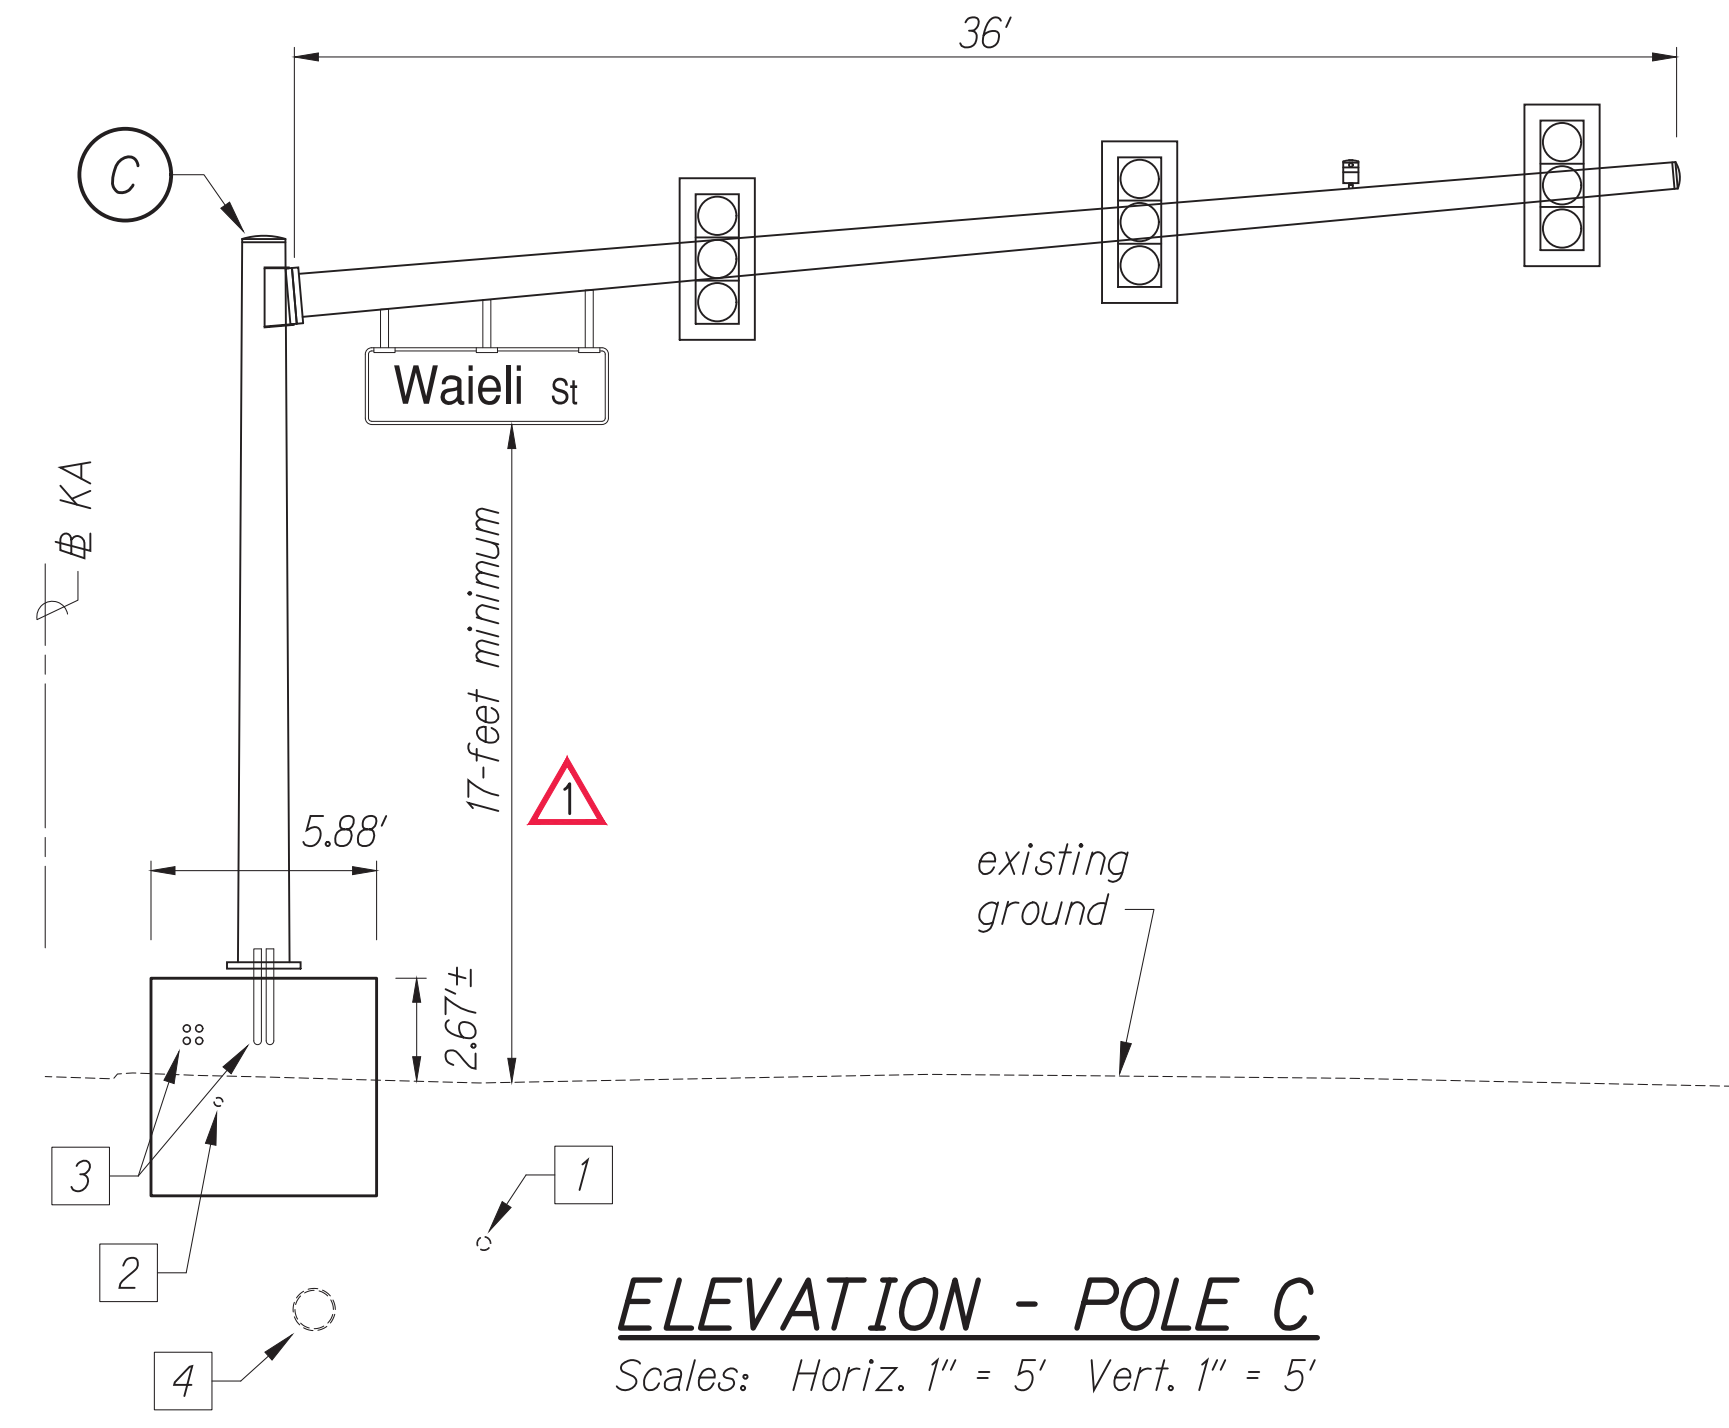 36'
C
Waieli St
℄ KA
17-feet minimum
1
5.88'
existing
ground
2.67'±
3
1
2
4
ELEVATION - POLE C
Scales: Horiz. 1" = 5' Vert. 1" = 5'